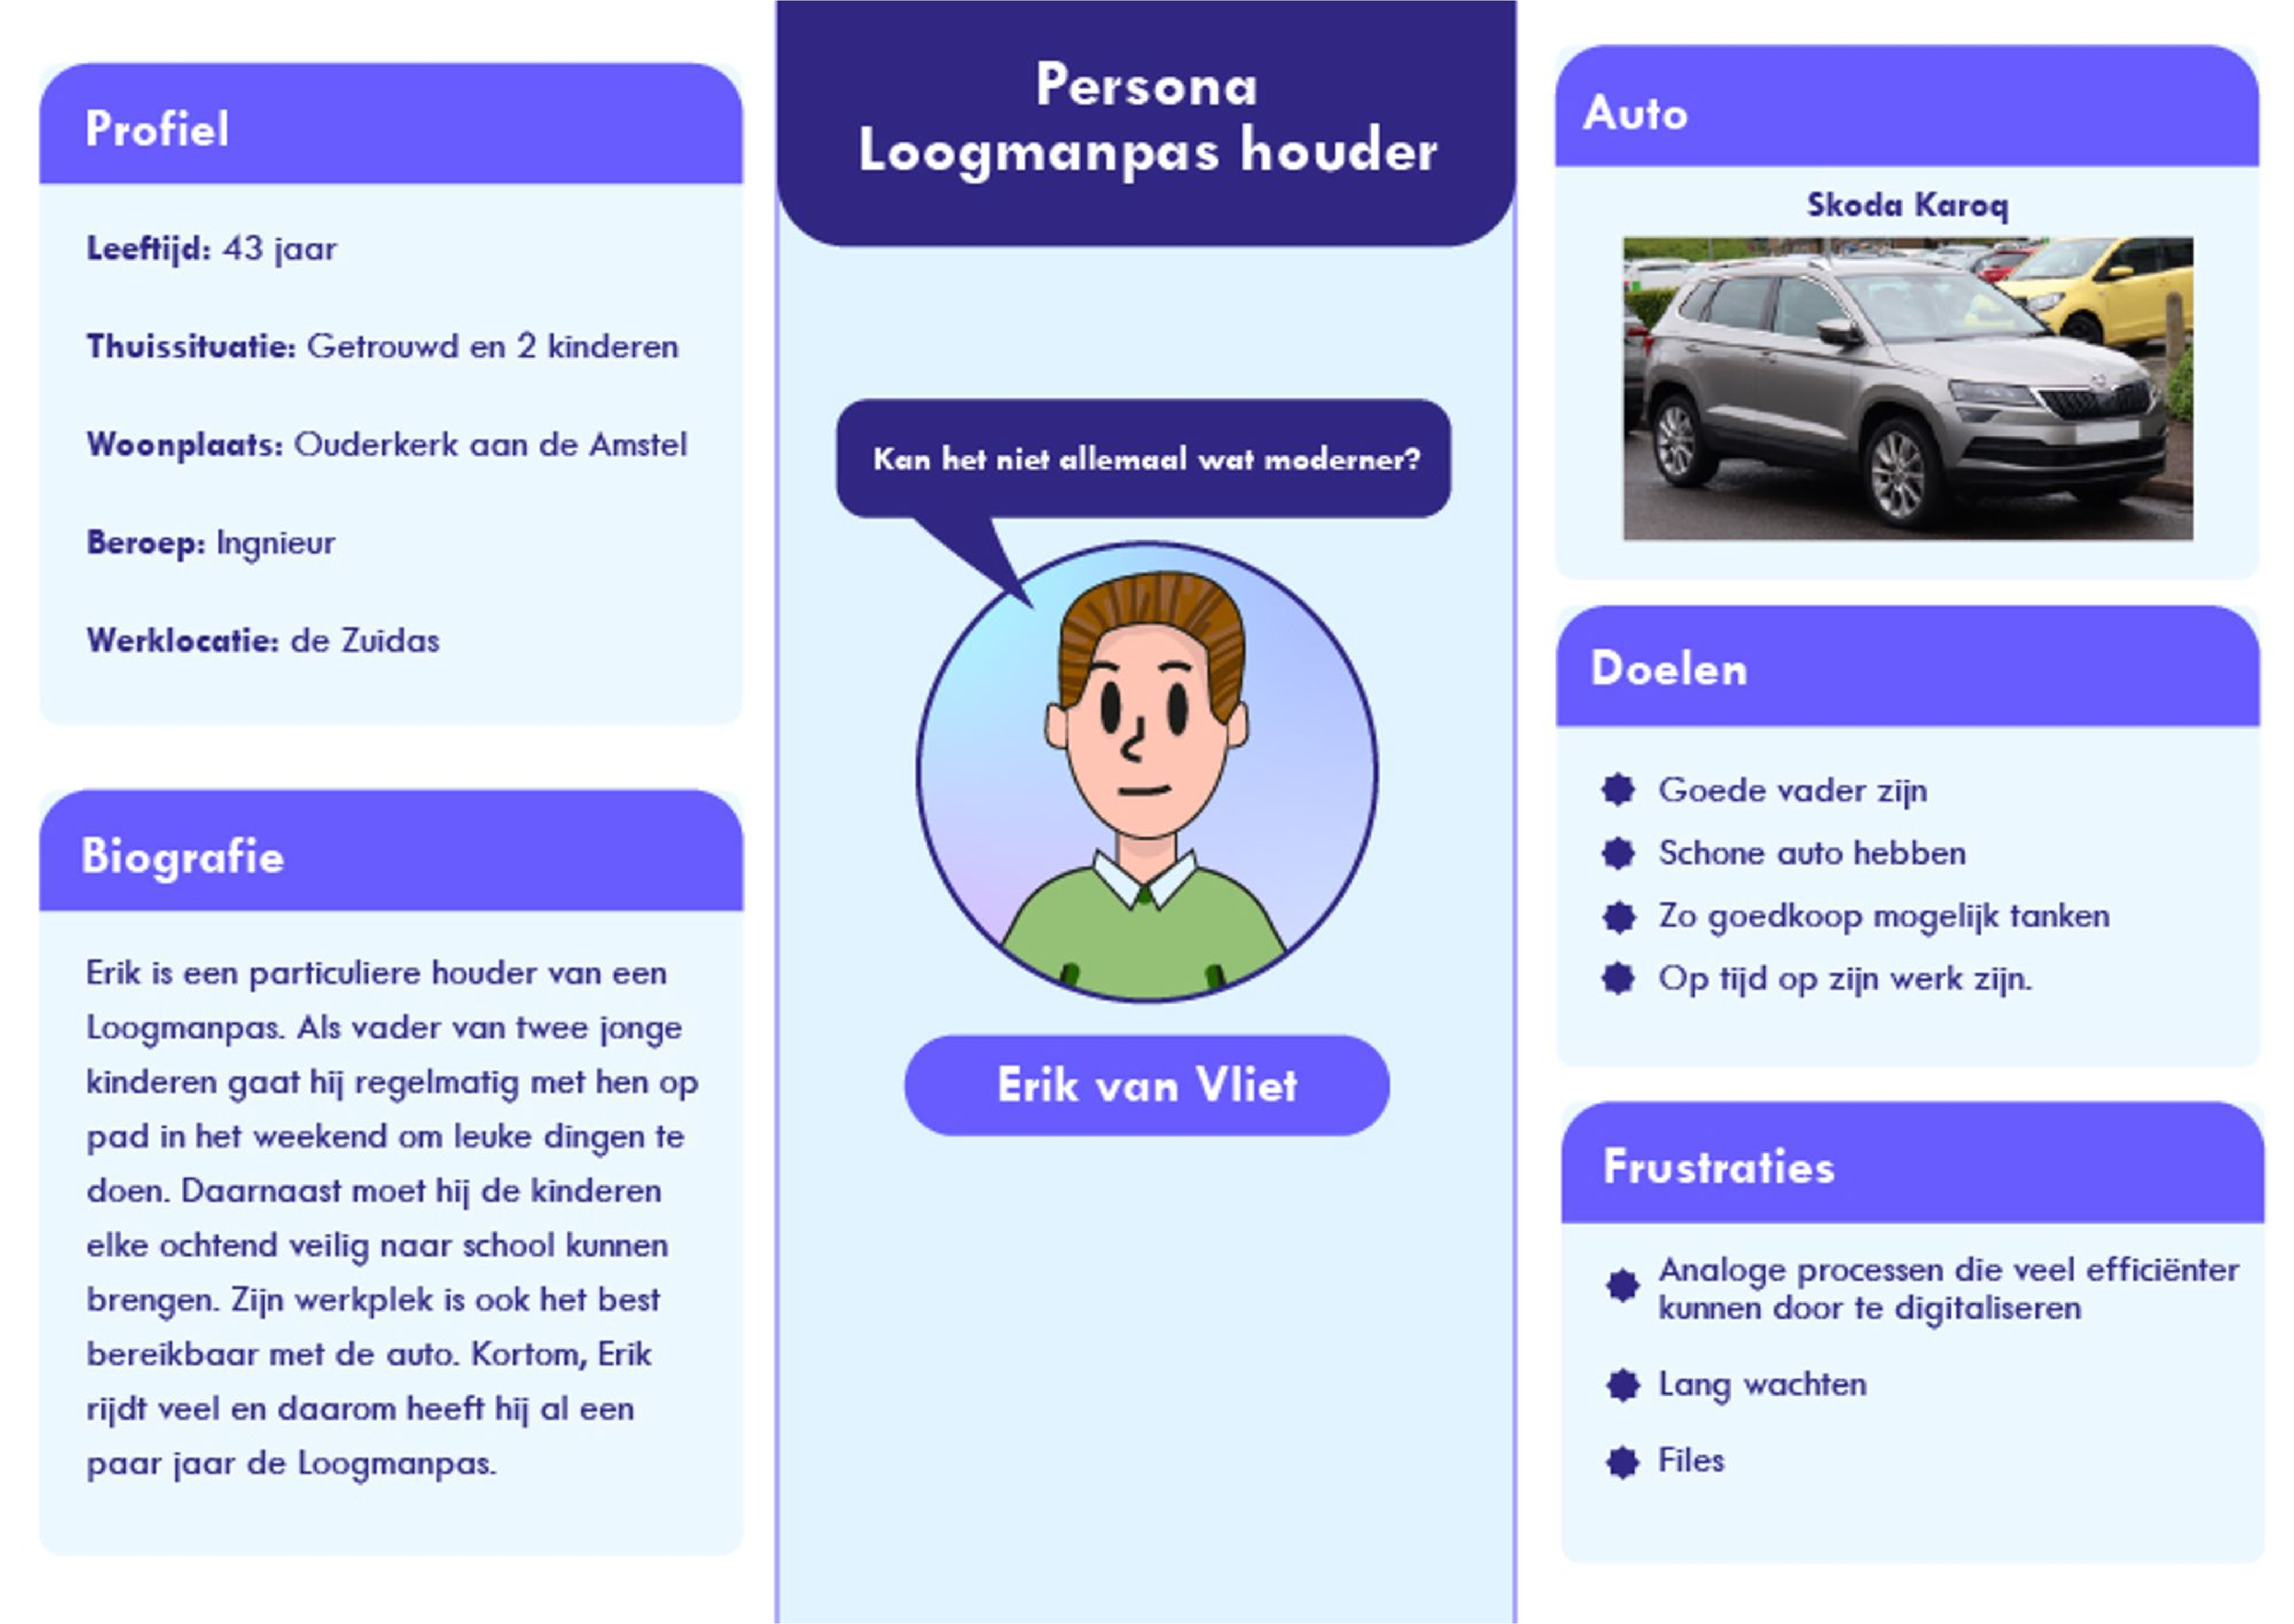 Profiel
Leeftijd: 43 jaar
Thuissituatie: Getrouwd en 2 kinderen
Woonplaats: Ouderkerk aan de Amstel
Beroep: Ingnieur
Werklocatie: de Zuidas
Biografie
Erik is een particuliere houder van een
Loogmanpas. Als vader van twee jonge
kinderen gaat hij regelmatig met hen op
pad in het weekend om leuke dingen te
doen. Daarnaast moet hij de kinderen
elke ochtend veilig naar school kunnen
brengen. Zijn werkplek is ook het best
bereikbaar met de auto. Kortom, Erik
rijdt veel en daarom heeft hij al een
paar jaar de Loogmanpas.
Persona
Loogmanpas houder
Kan het niet allemaal wat moderner?
Erik van Vliet
Auto
Skoda Karoq
Doelen
Goede vader zijn
Schone auto hebben
Zo goedkoop mogelijk tanken
Op tijd op zijn werk zijn.
Frustraties
Analoge processen die veel efficiënter
kunnen door te digitaliseren
Lang wachten
Files